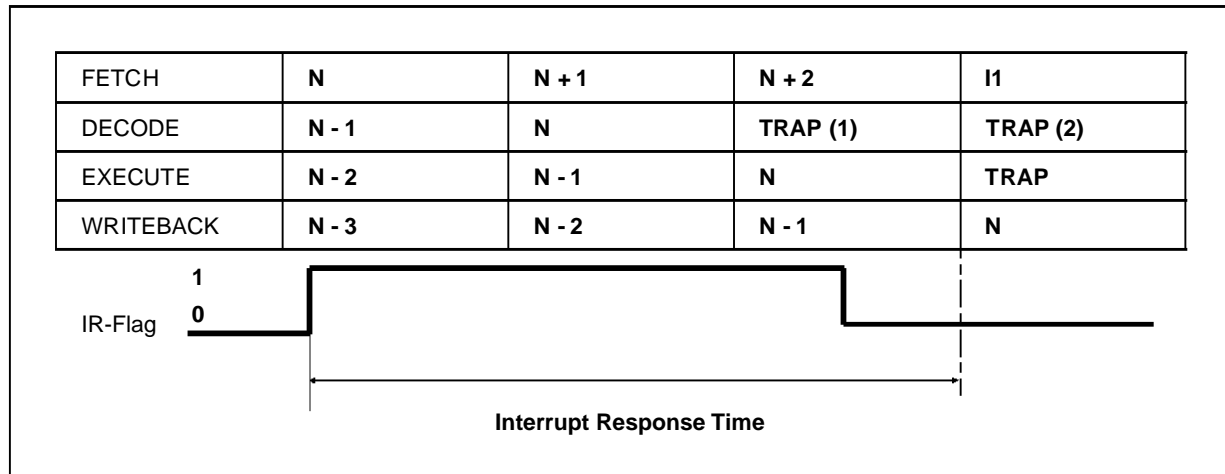 FETCH N N + 1 N + 2 I1
DECODE N - 1 N TRAP (1) TRAP (2)
EXECUTE N - 2 N - 1 N TRAP
WRITEBACK N - 3 N - 2 N - 1 N
1
IR-Flag 0
Interrupt Response Time